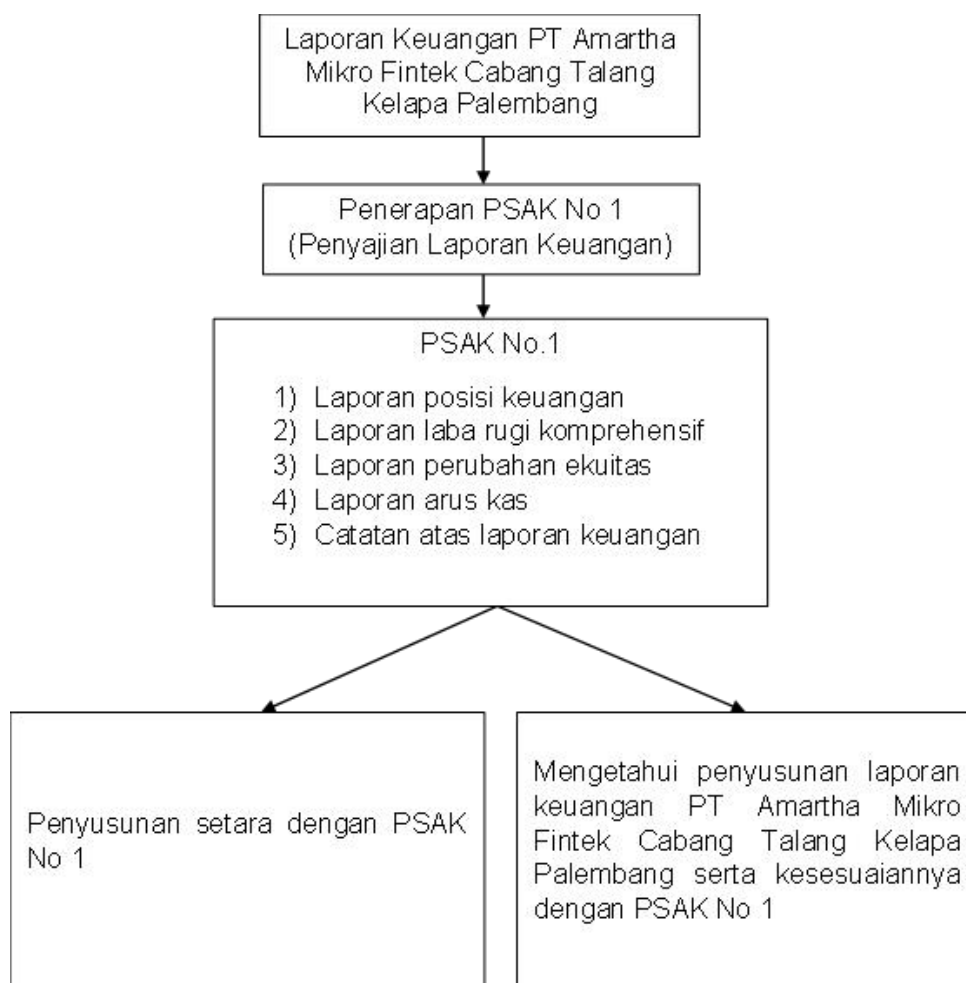 Laporan Keuangan PT Amartha
Mikro Fintek Cabang Talang
Kelapa Palembang
Penerapan PSAK No 1
(Penyajian Laporan Keuangan)
PSAK No.1
1) Laporan posisi keuangan
2) Laporan laba rugi komprehensif
3) Laporan perubahan ekuitas
4) Laporan arus kas
5) Catatan atas laporan keuangan
Penyusunan setara dengan PSAK
No 1
Mengetahui penyusunan laporan
keuangan PT Amartha Mikro
Fintek Cabang Talang Kelapa
Palembang serta kesesuaiannya
dengan PSAK No 1